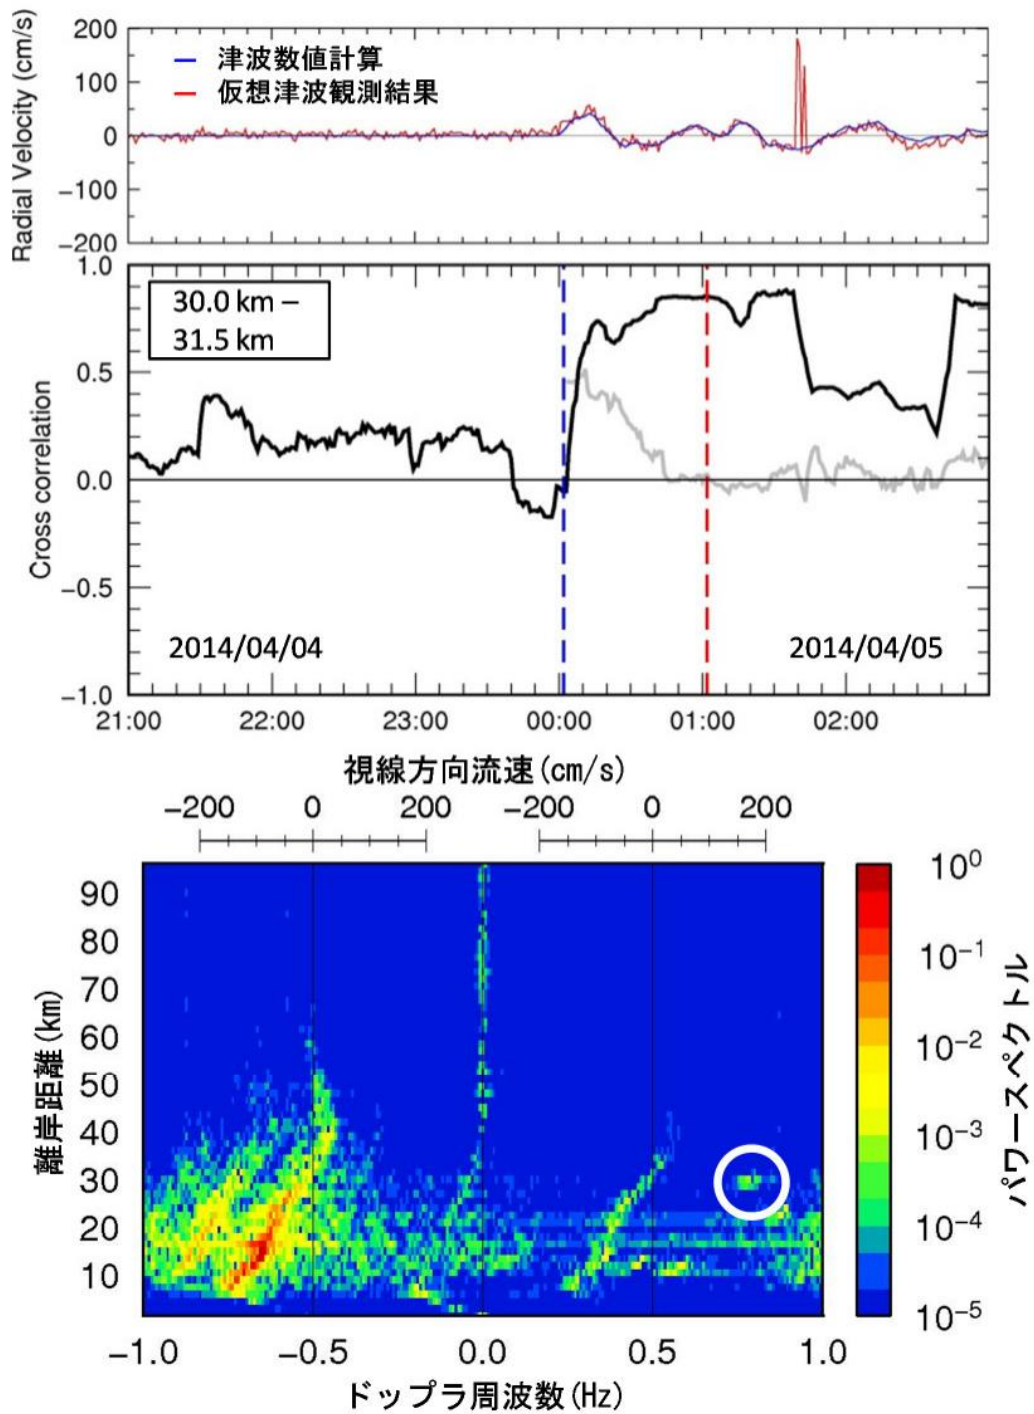 200
100
0
−100
−200
Radial Velocity (cm/s)
津波数値計算
仮想津波観測結果
1.0
0.5
0.0
−0.5
−1.0
Cross correlation
30.0 km –
31.5 km
2014/04/04
2014/04/05
21:00 22:00 23:00 00:00 01:00 02:00
視線方向流速(cm/s)
−200 0 200 −200 0 200
90
80
70
60
50
40
30
20
10
離岸距離(km)
10⁰
10⁻¹
10⁻²
10⁻³
10⁻⁴
10⁻⁵
パワースペクトル
−1.0 −0.5 0.0 0.5 1.0
ドップラ周波数(Hz)